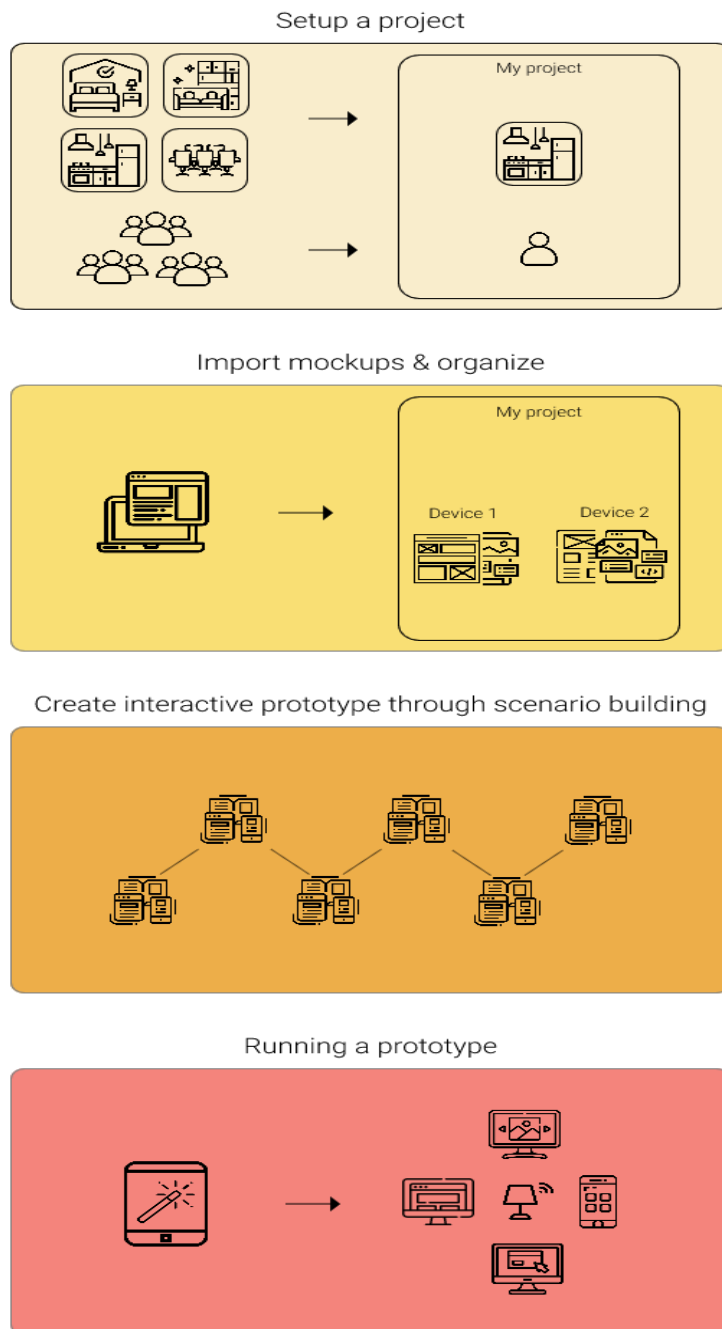 Setup a project
My project
Import mockups & organize
My project
Device 1
Device 2
Create interactive prototype through scenario building
Running a prototype